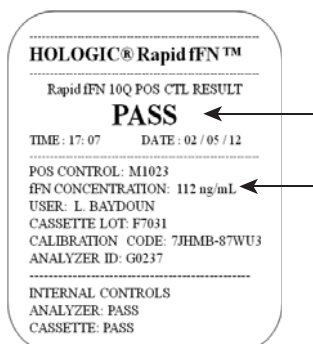 HOLOGIC® Rapid fFN™
Rapid fFN 10Q POS CTL RESULT
PASS
TIME : 17: 07 DATE : 02 / 05 / 12
POS CONTROL: M1023
fFN CONCENTRATION: 112 ng/mL
USER: L. BAYDOUN
CASSETTE LOT: F7031
CALIBRATION CODE: 7JHMB-87WU3
ANALYZER ID: G0237
INTERNAL CONTROLS
ANALYZER: PASS
CASSETTE: PASS